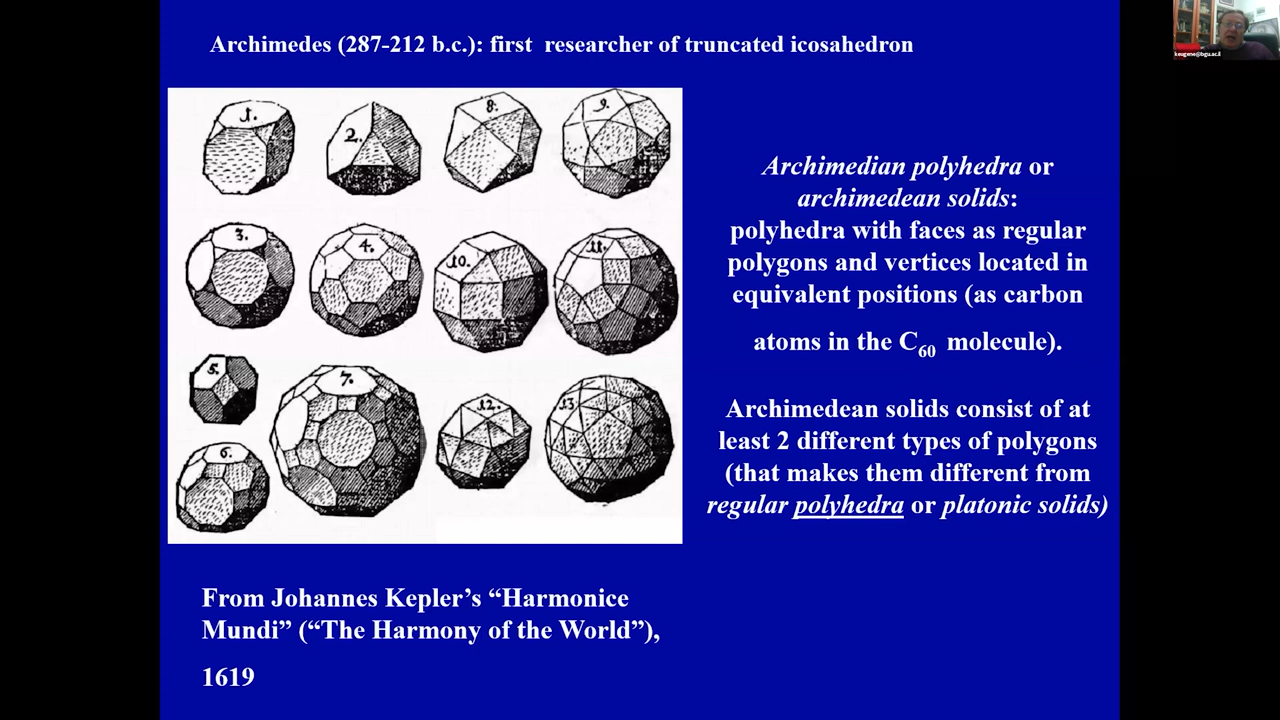 Archimedes (287-212 b.c.): first researcher of truncated icosahedron
keugene@bgu.ac.il
1.
2.
8.
9.
3.
4.
10.
11.
5.
7.
12.
13.
6.
Archimedian polyhedra or
archimedean solids:
polyhedra with faces as regular
polygons and vertices located in
equivalent positions (as carbon
atoms in the C60 molecule).
Archimedean solids consist of at
least 2 different types of polygons
(that makes them different from
regular polyhedra or platonic solids)
From Johannes Kepler’s “Harmonice
Mundi” (“The Harmony of the World”),
1619